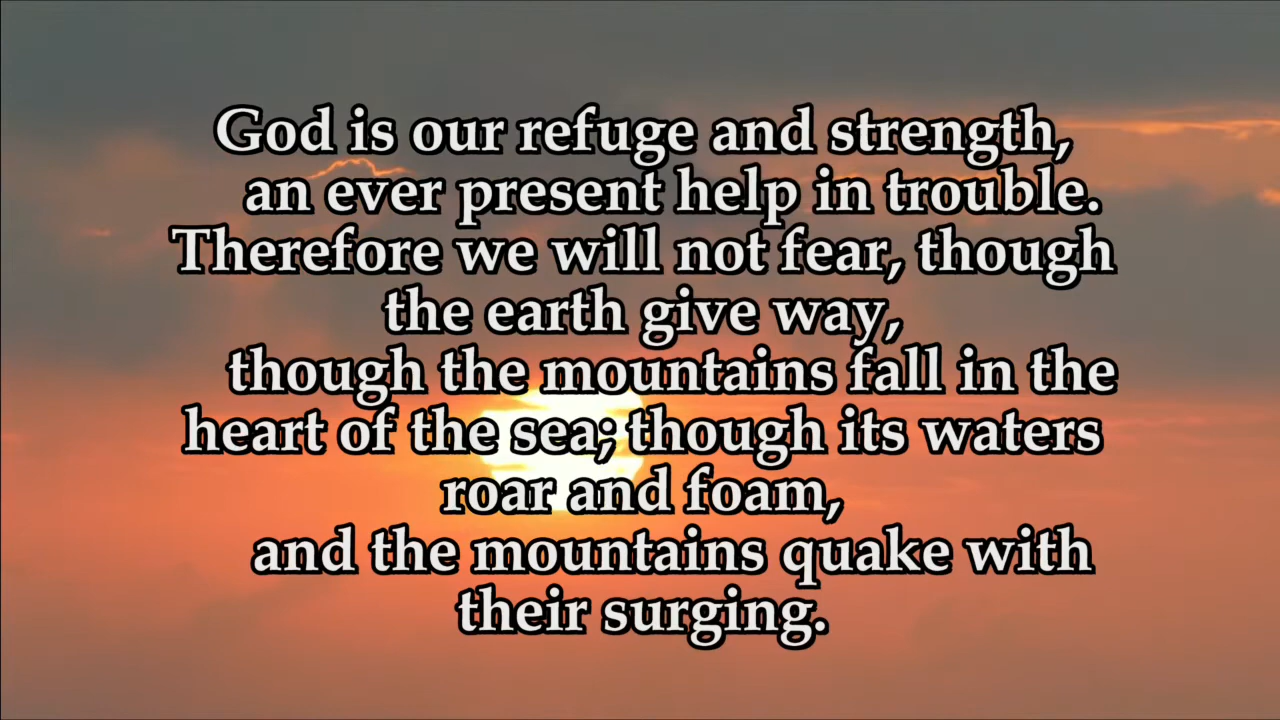 God is our refuge and strength,
an ever present help in trouble.
Therefore we will not fear, though
the earth give way,
though the mountains fall in the
heart of the sea; though its waters
roar and foam,
and the mountains quake with
their surging.